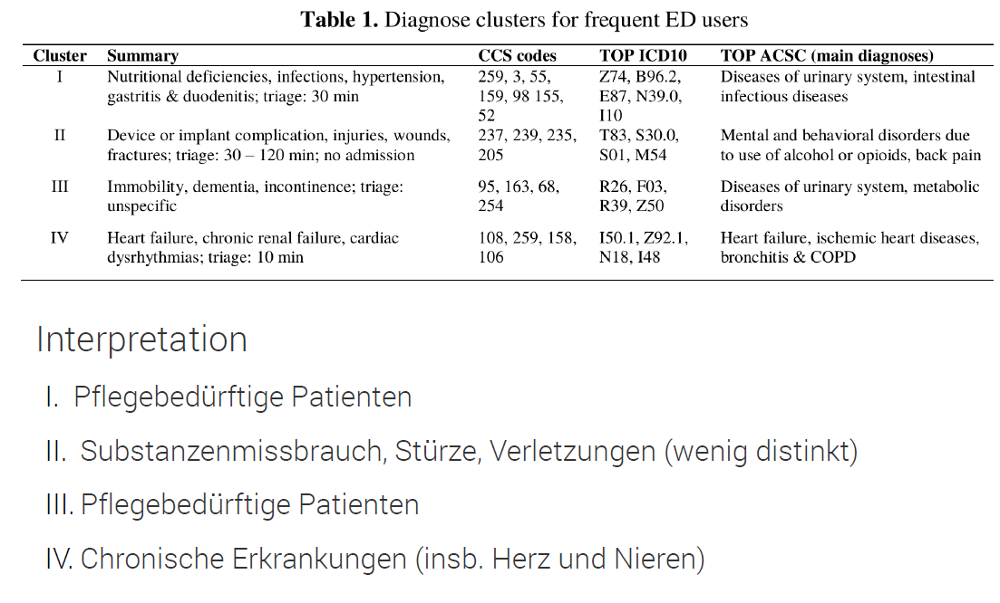 Table 1. Diagnose clusters for frequent ED users
Cluster Summary CCS codes TOP ICD10 TOP ACSC (main diagnoses)
I Nutritional deficiencies, infections, hypertension, 259, 3, 55, Z74, B96.2, Diseases of urinary system, intestinal
gastritis & duodenitis; triage: 30 min 159, 98 155, E87, N39.0, infectious diseases
52 I10
II Device or implant complication, injuries, wounds, 237, 239, 235, T83, S30.0, Mental and behavioral disorders due
fractures; triage: 30 – 120 min; no admission 205 S01, M54 to use of alcohol or opioids, back pain
III Immobility, dementia, incontinence; triage: 95, 163, 68, R26, F03, Diseases of urinary system, metabolic
unspecific 254 R39, Z50 disorders
IV Heart failure, chronic renal failure, cardiac 108, 259, 158, I50.1, Z92.1, Heart failure, ischemic heart diseases,
dysrhythmias; triage: 10 min 106 N18, I48 bronchitis & COPD
Interpretation
I. Pflegebedürftige Patienten
II. Substanzenmissbrauch, Stürze, Verletzungen (wenig distinkt)
III. Pflegebedürftige Patienten
IV. Chronische Erkrankungen (insb. Herz und Nieren)